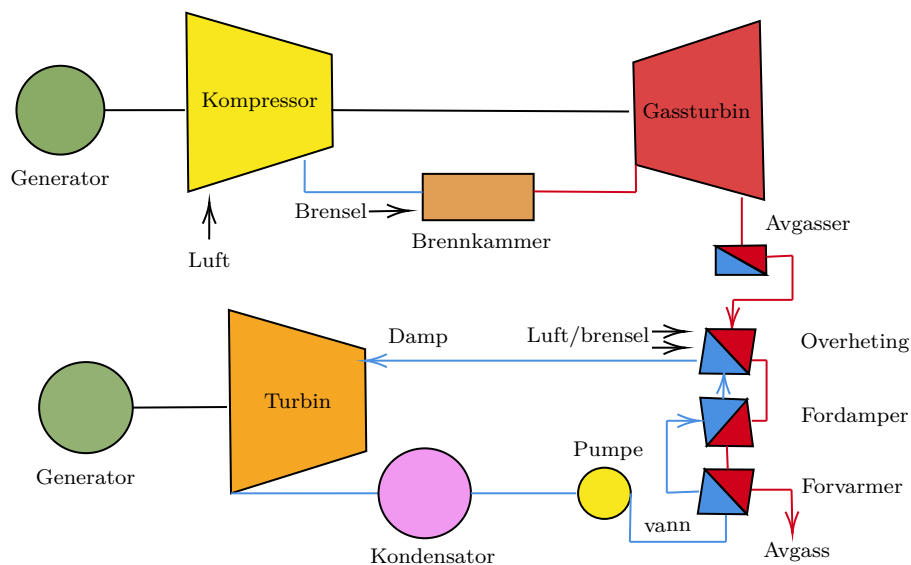 Kompressor
Gassturbin
Generator
Brensel
Brennkammer
Avgasser
Luft
Damp
Luft/brensel
Overheting
Turbin
Fordamper
Generator
Pumpe
Forvarmer
vann
Kondensator
Avgass